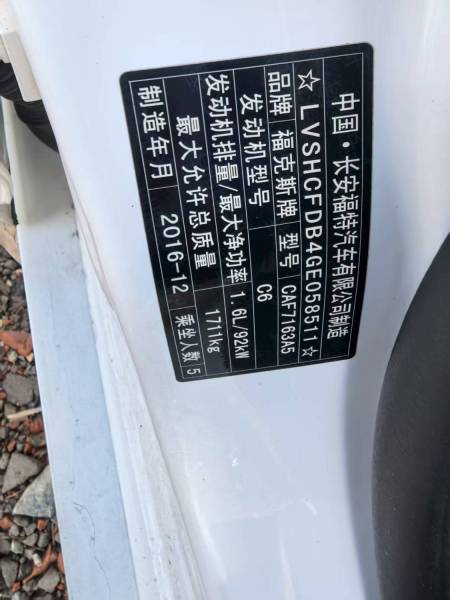 中国·长安福特汽车有限公司制造
☆LVSHCFDB4GE058511☆
品牌 福克斯牌 型号 CAF7163A5
发动机型号 C6
发动机排量/最大净功率 1.6L/92kW
最大允许总质量 1711kg
制造年月 2016-12 乘坐人数 5